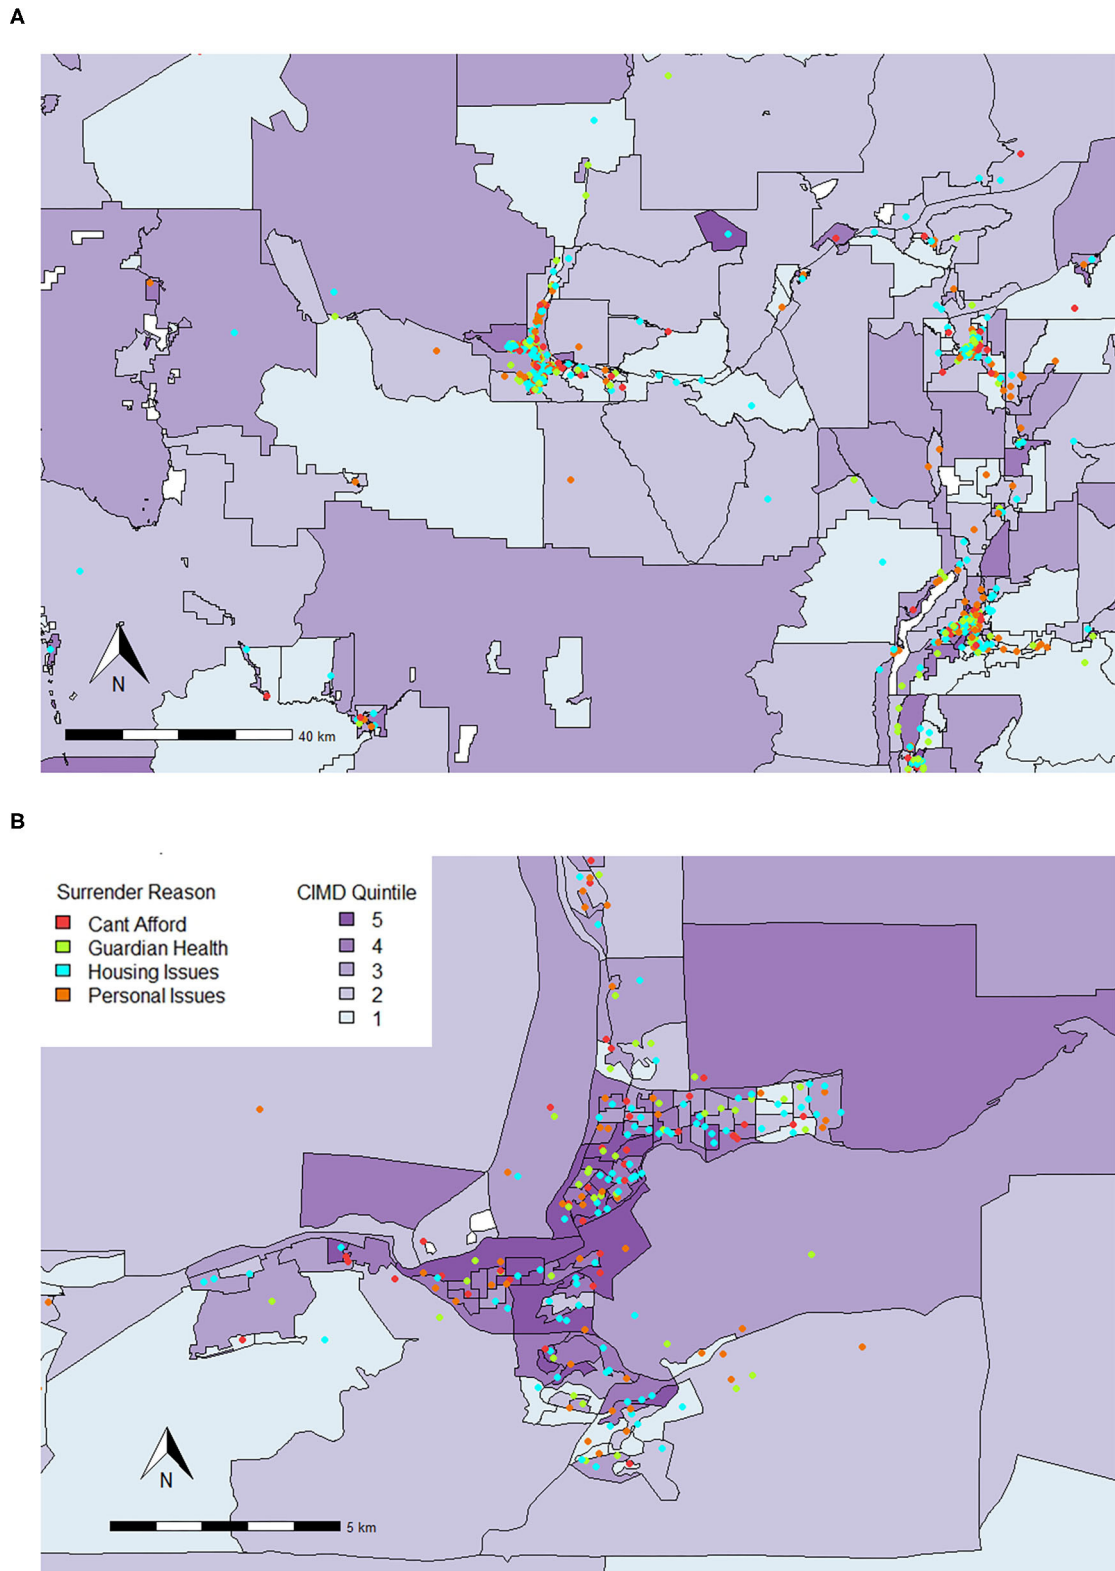 A
N
40 km
B
Surrender Reason
Cant Afford
Guardian Health
Housing Issues
Personal Issues
CIMD Quintile
5
4
3
2
1
N
5 km